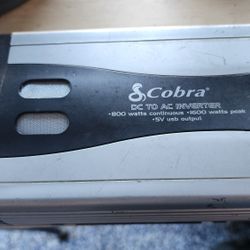 Cobra®
DC TO AC INVERTER
•800 watts continuous •1600 watts peak
•5V usb output